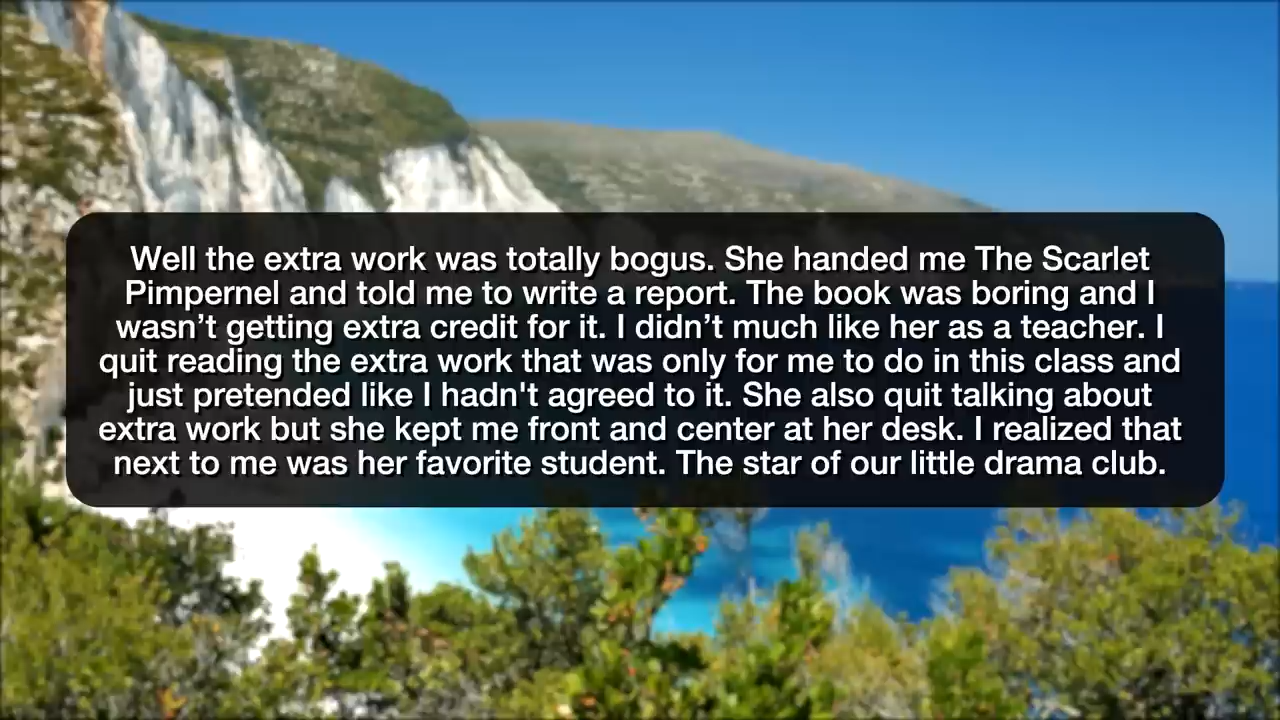 Well the extra work was totally bogus. She handed me The Scarlet
Pimpernel and told me to write a report. The book was boring and I
wasn’t getting extra credit for it. I didn’t much like her as a teacher. I
quit reading the extra work that was only for me to do in this class and
just pretended like I hadn't agreed to it. She also quit talking about
extra work but she kept me front and center at her desk. I realized that
next to me was her favorite student. The star of our little drama club.